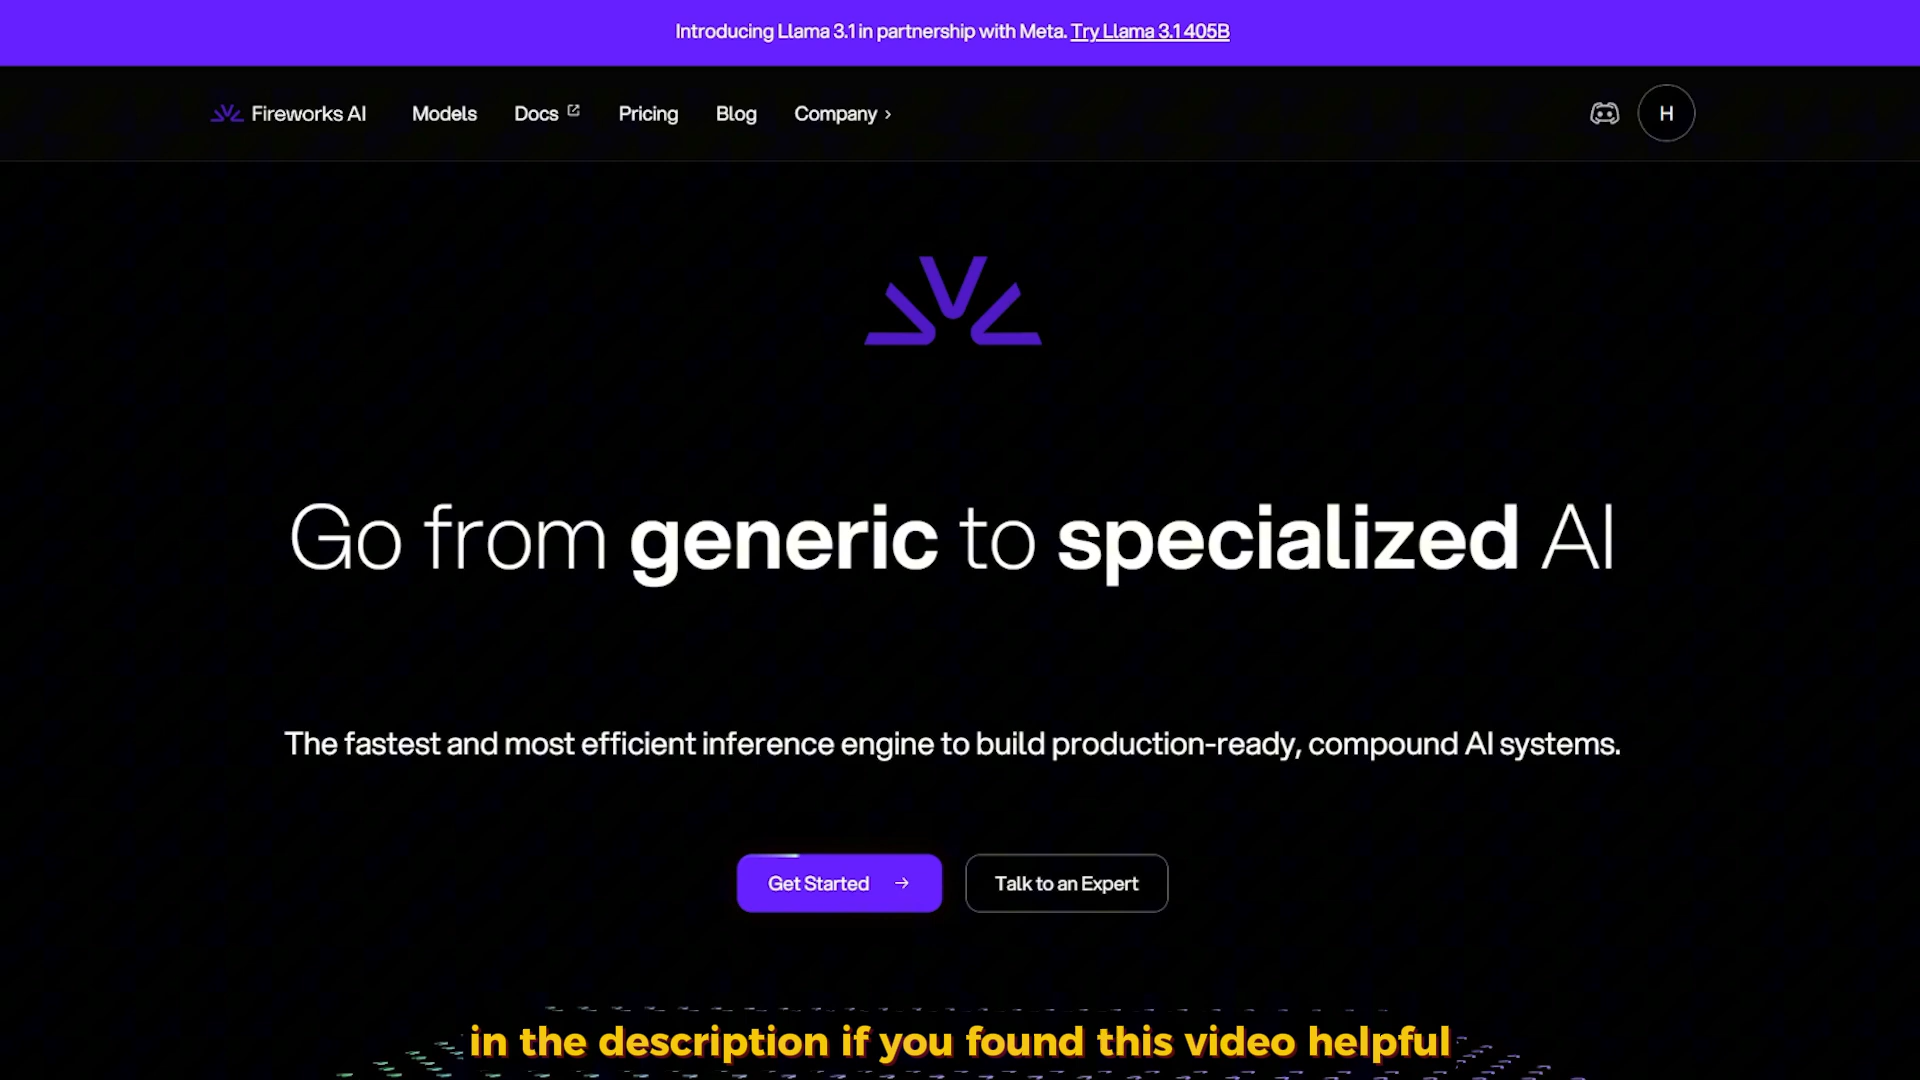 Introducing Llama 3.1 in partnership with Meta. Try Llama 3.1 405B
Fireworks AI Models Docs Pricing Blog Company › H
Go from generic to specialized AI
The fastest and most efficient inference engine to build production-ready, compound AI systems.
Get Started → Talk to an Expert
in the description if you found this video helpful